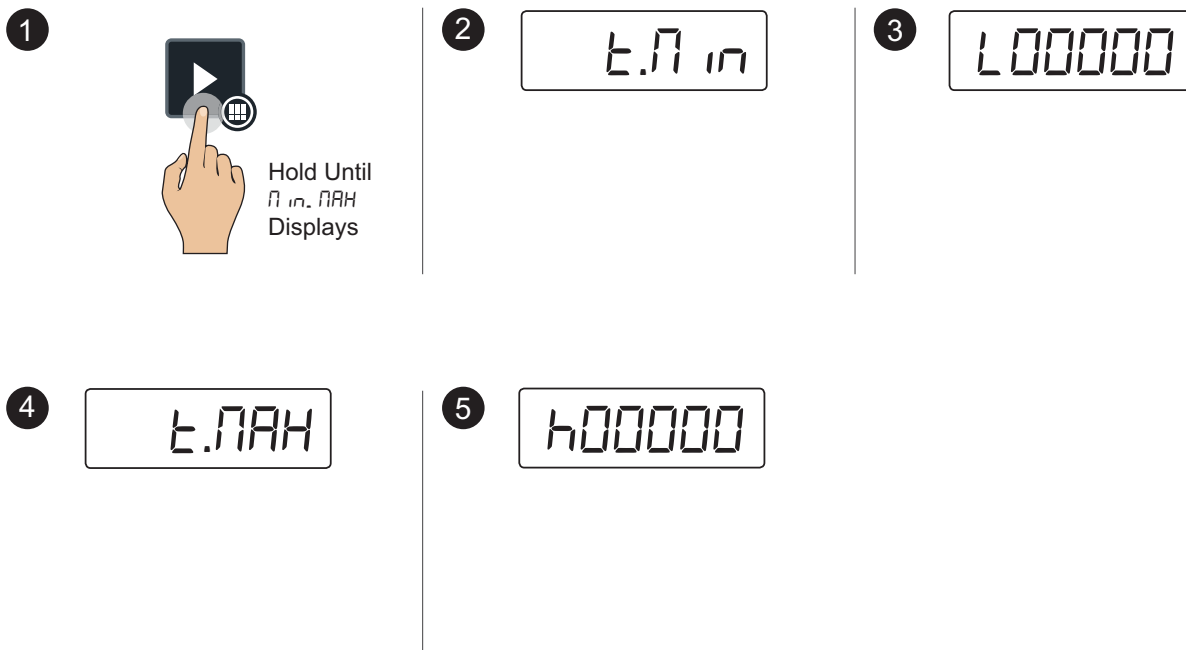 1
Hold Until
Min. MAH
Displays
2
t.Min
3
L00000
4
t.MAH
5
h00000